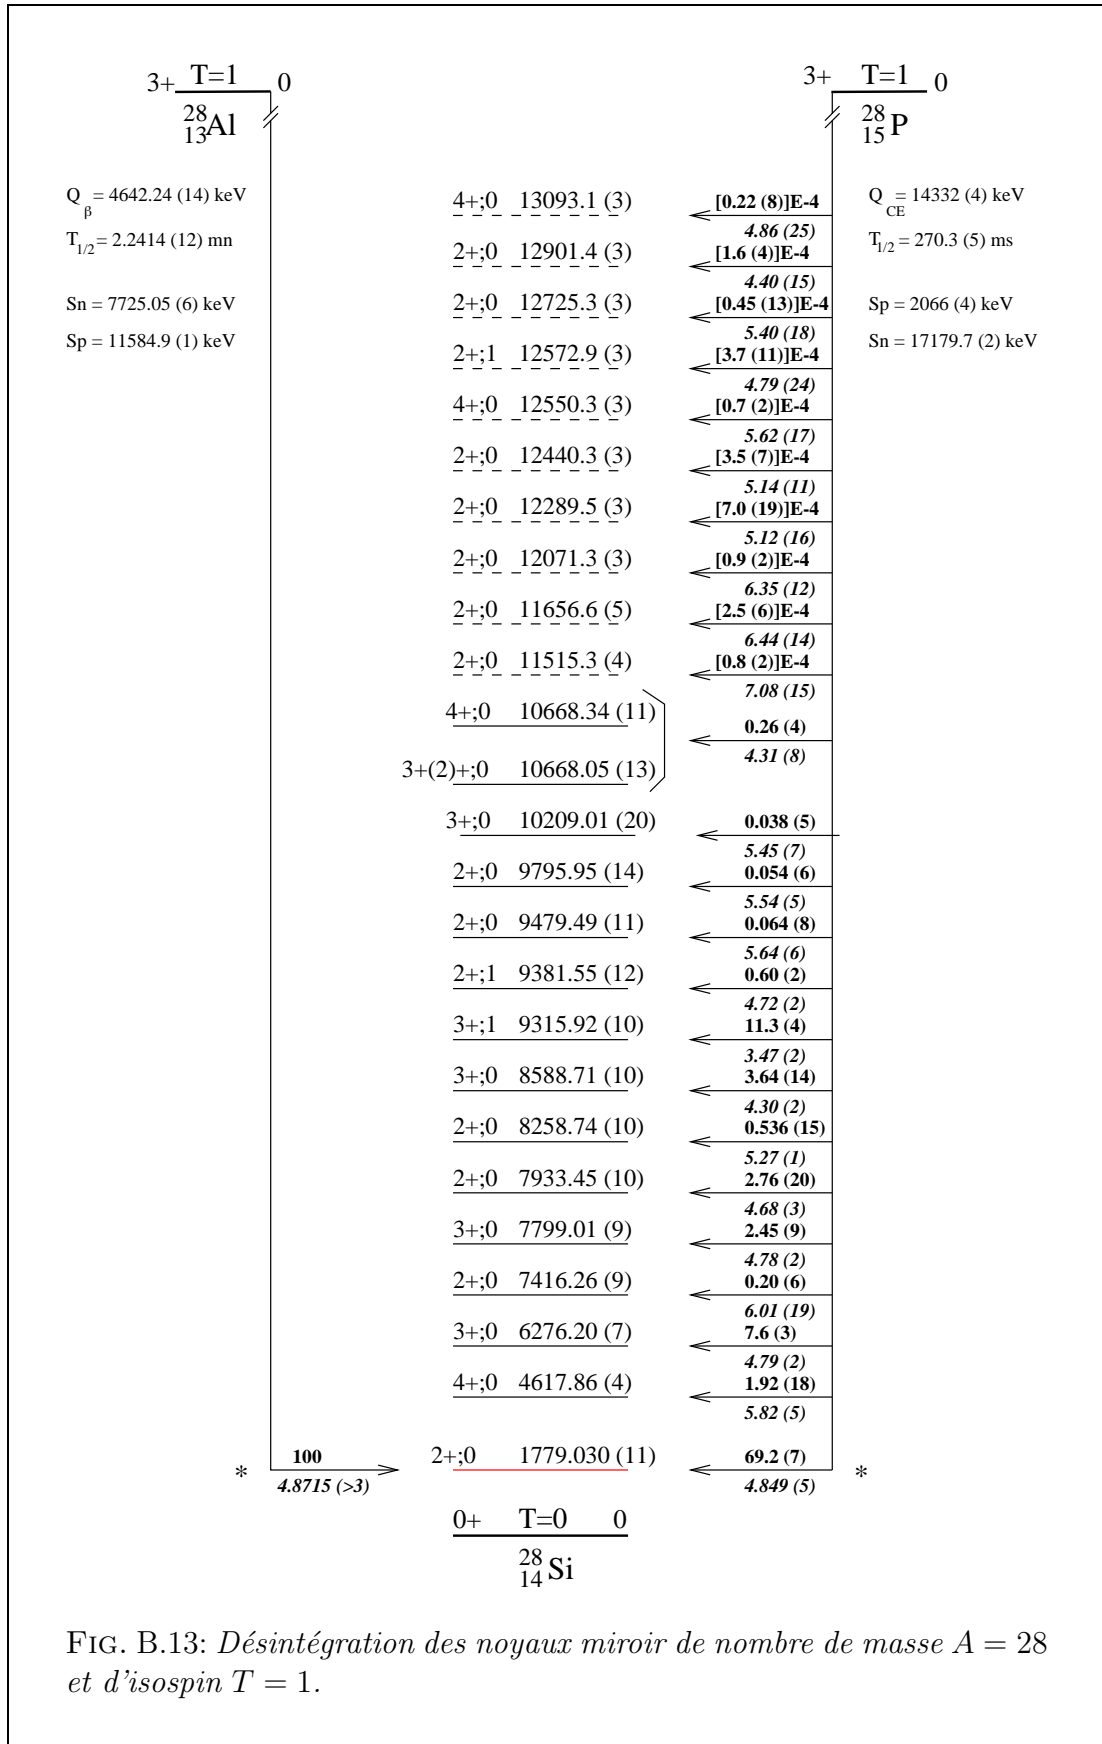 3+ T=1 0 3+ T=1 0
28 13 Al 28 15 P
Q β = 4642.24 (14) keV 4+;0 13093.1 (3) [0.22 (8)]E-4 Q CE = 14332 (4) keV
4.86 (25)
T1/2 = 2.2414 (12) mn 2+;0 12901.4 (3) [1.6 (4)]E-4 T1/2 = 270.3 (5) ms
4.40 (15)
Sn = 7725.05 (6) keV 2+;0 12725.3 (3) [0.45 (13)]E-4 Sp = 2066 (4) keV
5.40 (18)
Sp = 11584.9 (1) keV 2+;1 12572.9 (3) [3.7 (11)]E-4 Sn = 17179.7 (2) keV
4.79 (24)
4+;0 12550.3 (3) [0.7 (2)]E-4
5.62 (17)
2+;0 12440.3 (3) [3.5 (7)]E-4
5.14 (11)
2+;0 12289.5 (3) [7.0 (19)]E-4
5.12 (16)
2+;0 12071.3 (3) [0.9 (2)]E-4
6.35 (12)
2+;0 11656.6 (5) [2.5 (6)]E-4
6.44 (14)
2+;0 11515.3 (4) [0.8 (2)]E-4
7.08 (15)
4+;0 10668.34 (11)
0.26 (4)
4.31 (8)
3+(2)+;0 10668.05 (13)
3+;0 10209.01 (20) 0.038 (5)
5.45 (7)
2+;0 9795.95 (14) 0.054 (6)
5.54 (5)
2+;0 9479.49 (11) 0.064 (8)
5.64 (6)
2+;1 9381.55 (12) 0.60 (2)
4.72 (2)
3+;1 9315.92 (10) 11.3 (4)
3.47 (2)
3+;0 8588.71 (10) 3.64 (14)
4.30 (2)
2+;0 8258.74 (10) 0.536 (15)
5.27 (1)
2+;0 7933.45 (10) 2.76 (20)
4.68 (3)
3+;0 7799.01 (9) 2.45 (9)
4.78 (2)
2+;0 7416.26 (9) 0.20 (6)
6.01 (19)
3+;0 6276.20 (7) 7.6 (3)
4.79 (2)
4+;0 4617.86 (4) 1.92 (18)
5.82 (5)
* 100 2+;0 1779.030 (11) 69.2 (7) *
4.8715 (>3) 4.849 (5)
0+ T=0 0
28 14 Si
FIG. B.13: Désintégration des noyaux miroir de nombre de masse A = 28
et d'isospin T = 1.